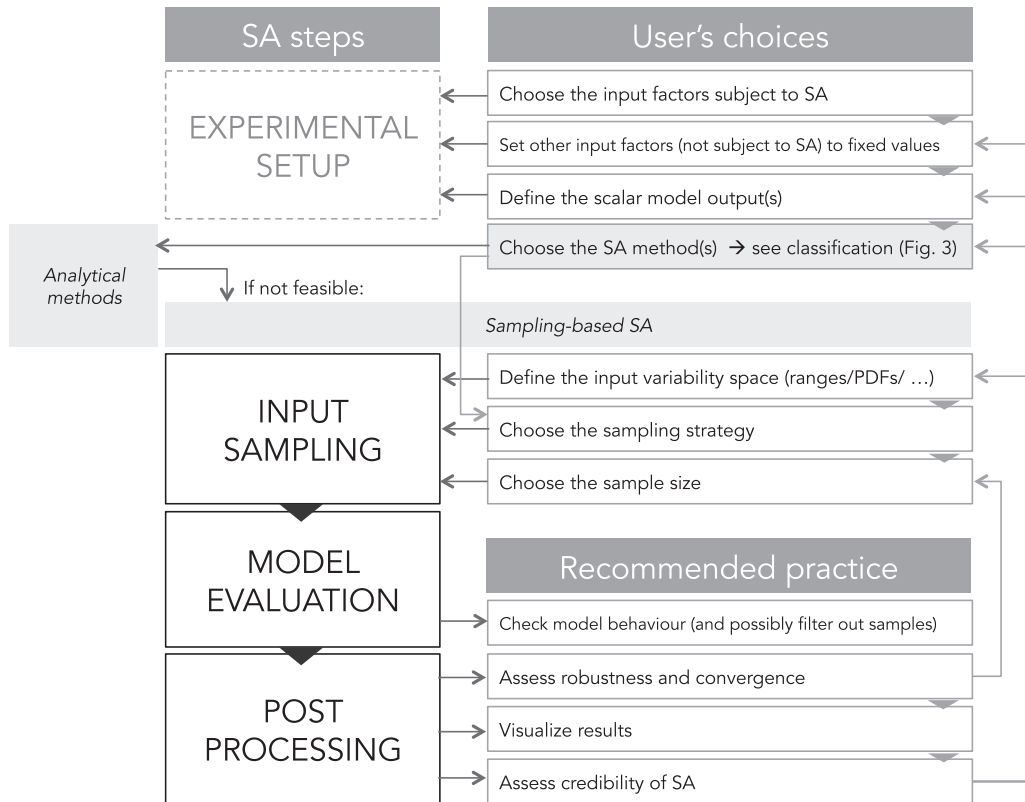 SA steps
User's choices
EXPERIMENTAL
SETUP
Choose the input factors subject to SA
Set other input factors (not subject to SA) to fixed values
Define the scalar model output(s)
Choose the SA method(s) → see classification (Fig. 3)
Analytical
methods
If not feasible:
Sampling-based SA
INPUT
SAMPLING
Define the input variability space (ranges/PDFs/ …)
Choose the sampling strategy
Choose the sample size
MODEL
EVALUATION
Recommended practice
Check model behaviour (and possibly filter out samples)
POST
PROCESSING
Assess robustness and convergence
Visualize results
Assess credibility of SA